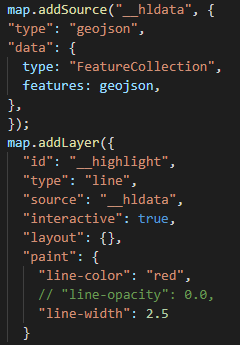 map.addSource("__hldata", {
"type": "geojson",
"data": {
  type: "FeatureCollection",
  features: geojson,
},
});
map.addLayer({
  "id": "__highlight",
  "type": "line",
  "source": "__hldata",
  "interactive": true,
  "layout": {},
  "paint": {
    "line-color": "red",
    // "line-opacity": 0.0,
    "line-width": 2.5
  }